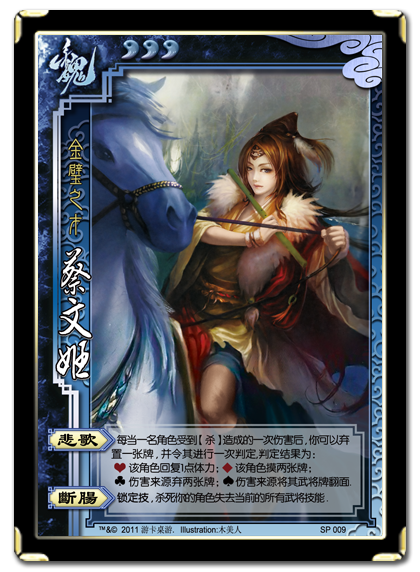 魏
金璧之才
蔡文姬
悲歌
每当一名角色受到【杀】造成的一次伤害后,你可以弃
置一张牌,并令其进行一次判定,判定结果为:
♥ 该角色回复1点体力; ♦ 该角色摸两张牌;
♣ 伤害来源弃两张牌; ♠ 伤害来源将其武将牌翻面.
斷腸
锁定技,杀死你的角色失去当前的所有武将技能.
™&© 2011 游卡桌游. Illustration:木美人
SP 009